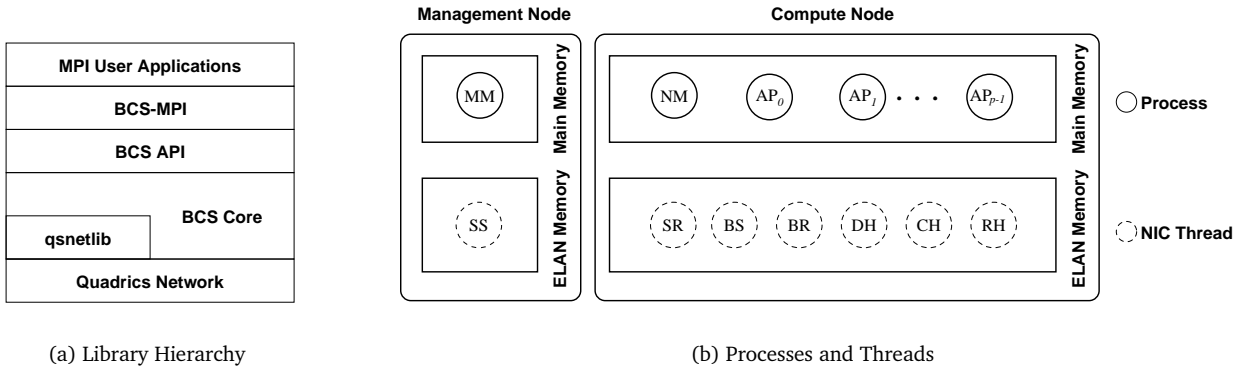 Management Node
Compute Node
MPI User Applications
BCS-MPI
BCS API
BCS Core
qsnetlib
Quadrics Network
MM
Main Memory
NM
AP0
AP1
. . .
APp-1
Main Memory
SS
ELAN Memory
SR
BS
BR
DH
CH
RH
ELAN Memory
Process
NIC Thread
(a) Library Hierarchy
(b) Processes and Threads